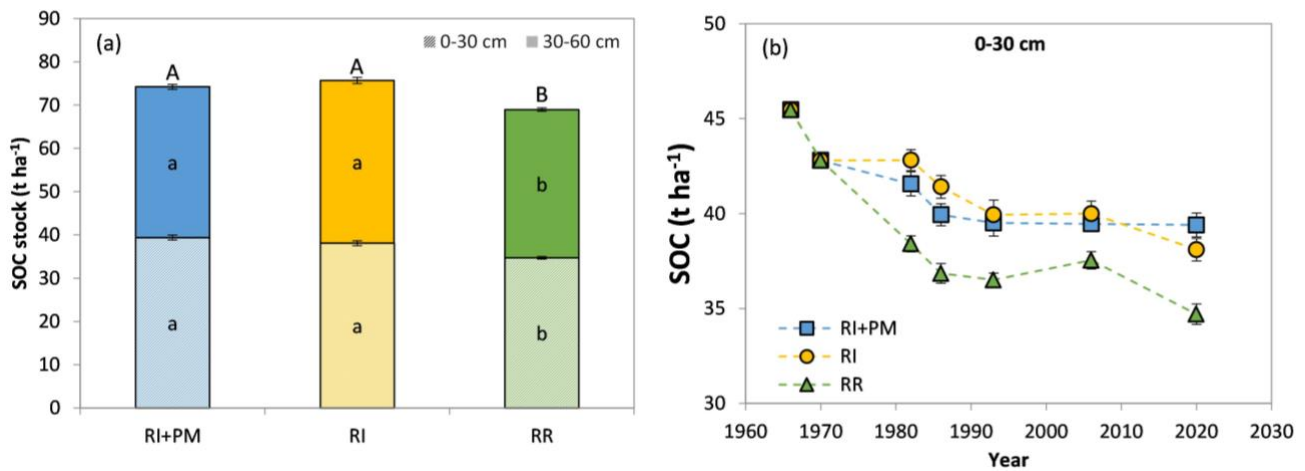 (a)
0-30 cm 30-60 cm
SOC stock (t ha⁻¹)
90
80
70
60
50
40
30
20
10
0
A
A
B
a
a
b
a
a
b
RI+PM RI RR
(b)
0-30 cm
SOC (t ha⁻¹)
50
45
40
35
30
RI+PM
RI
RR
1960 1970 1980 1990 2000 2010 2020 2030
Year